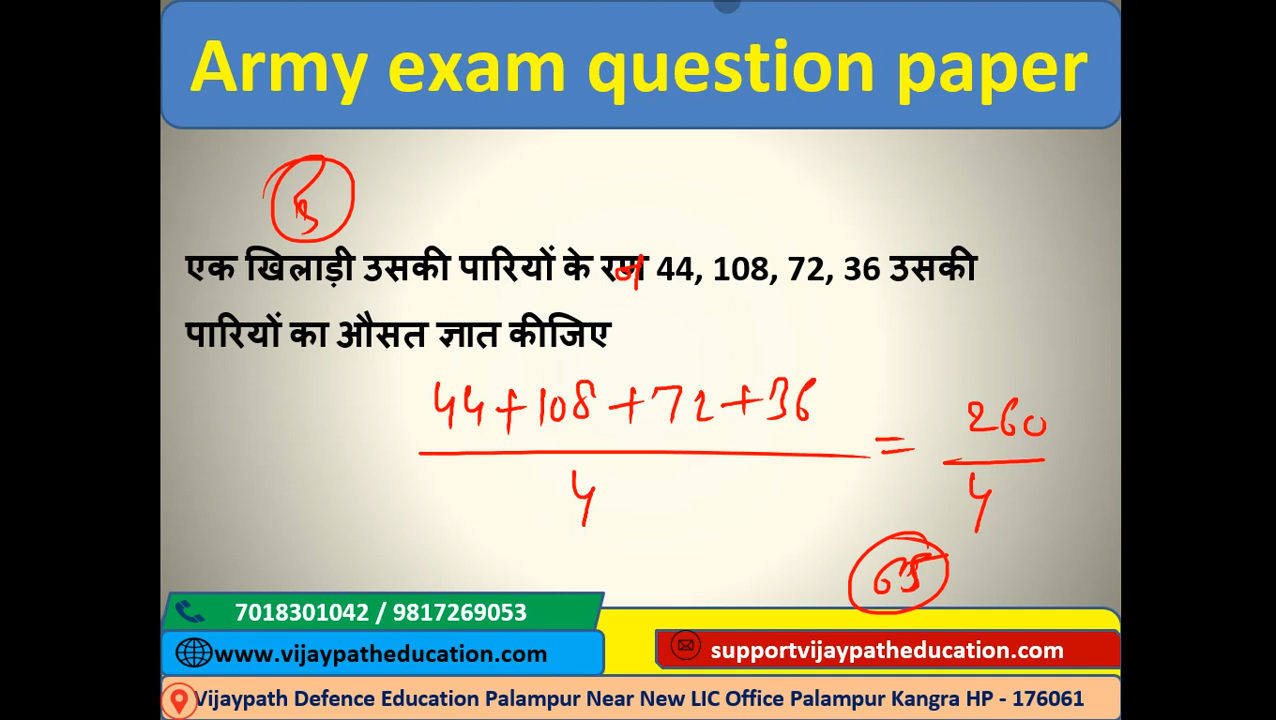 Army exam question paper
एक खिलाड़ी उसकी पारियों के रण 44, 108, 72, 36 उसकी
पारियों का औसत ज्ञात कीजिए
44+108+72+36
4
=
260
4
65
7018301042 / 9817269053
www.vijaypatheducation.com
supportvijaypatheducation.com
Vijaypath Defence Education Palampur Near New LIC Office Palampur Kangra HP - 176061